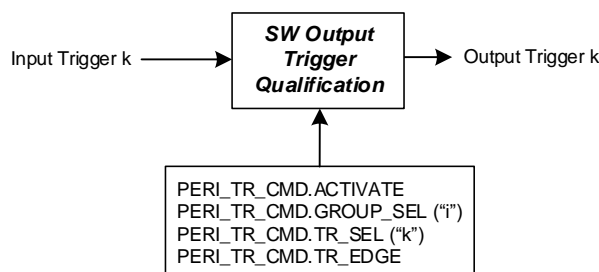 SW Output
Trigger
Qualification
Input Trigger k
Output Trigger k
PERI_TR_CMD.ACTIVATE
PERI_TR_CMD.GROUP_SEL (“i”)
PERI_TR_CMD.TR_SEL (“k”)
PERI_TR_CMD.TR_EDGE